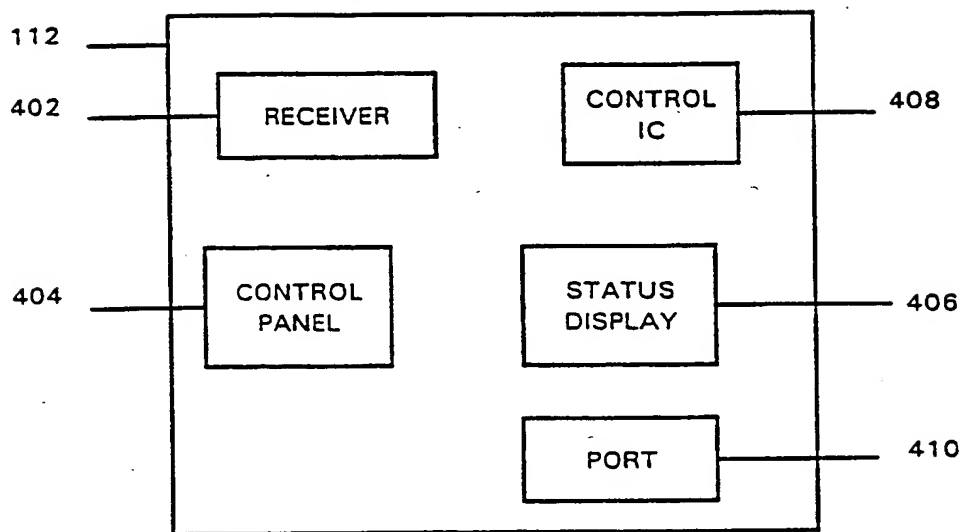 112
402
RECEIVER
CONTROL
IC
408
404
CONTROL
PANEL
STATUS
DISPLAY
406
PORT
410